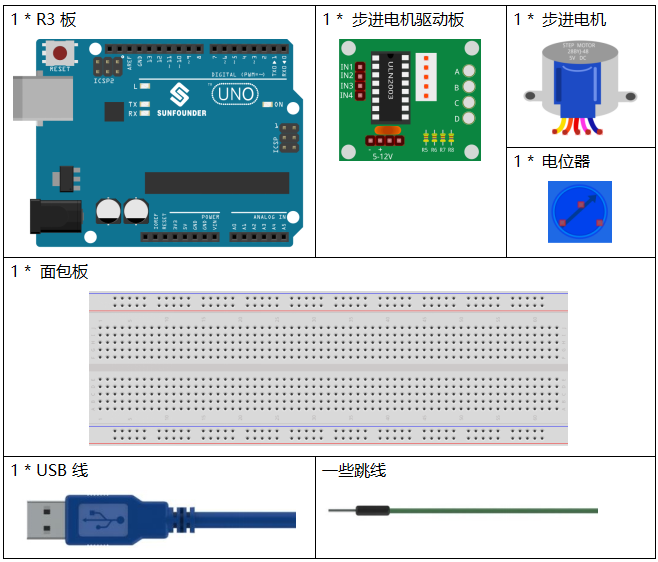 1 * R3 板
RESET
ICSP2
AREF
GND
13
12
~11
~10
~9
8
7
~6
~5
~4
~3
2
TX▶1
RX◀0
DIGITAL (PWM=~)
L
TX
RX
SUNFOUNDER
UNO
ON
1
ICSP
POWER
ANALOG IN
IOREF
RESET
3V3
5V
GND
GND
VIN
A0
A1
A2
A3
A4
A5
1 * 步进电机驱动板
IN1
IN2
IN3
IN4
ULN2003
A
B
C
D
- +
5-12V
R5 R6 R7 R8
1 * 步进电机
STEP MOTOR
28BYJ-48
5V DC
1 * 电位器
1 * 面包板
1 * USB 线
一些跳线